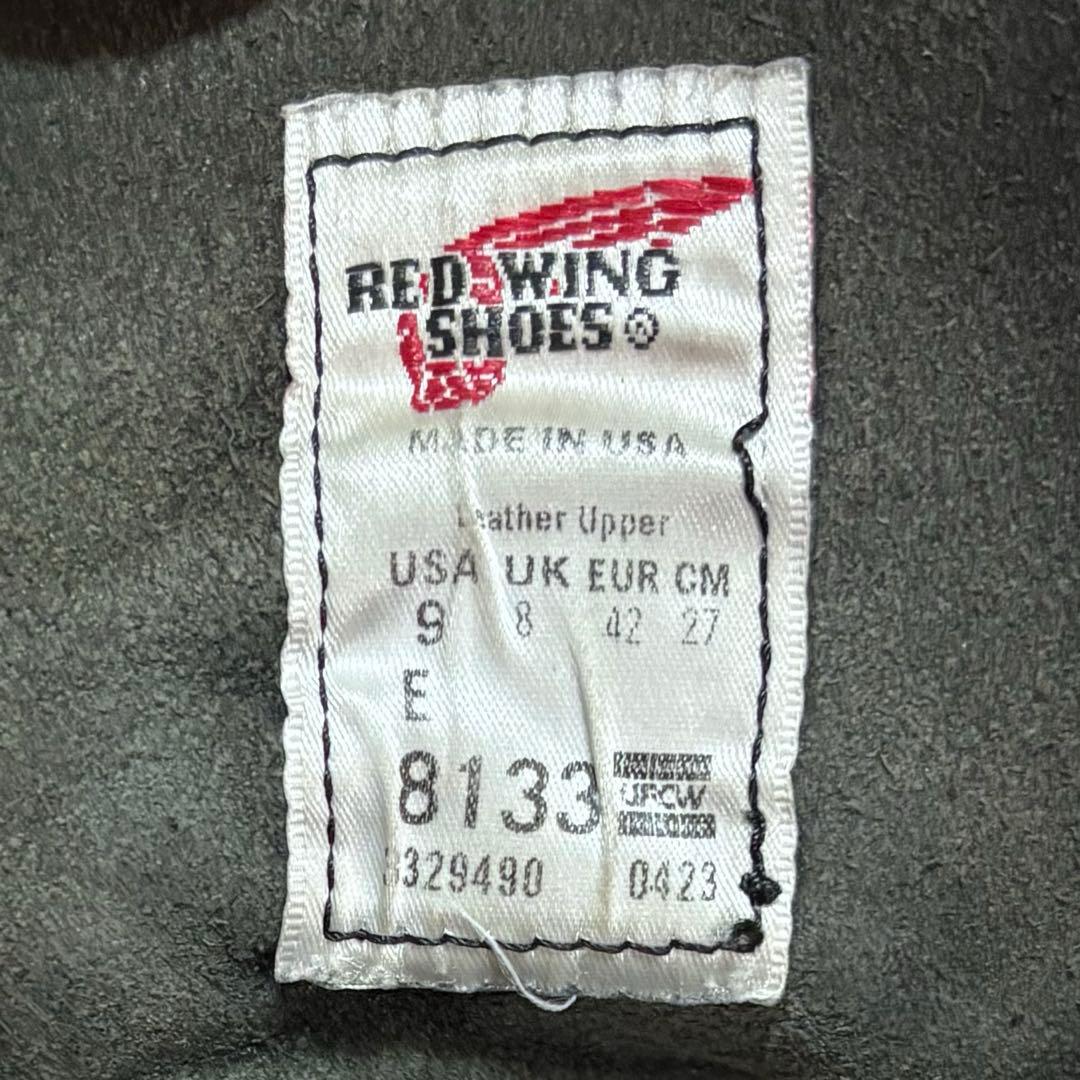 RED WING
SHOES ®
MADE IN USA
Leather Upper
USA UK EUR CM
9 8 42 27
E
8133 UFCW
3329490 0423